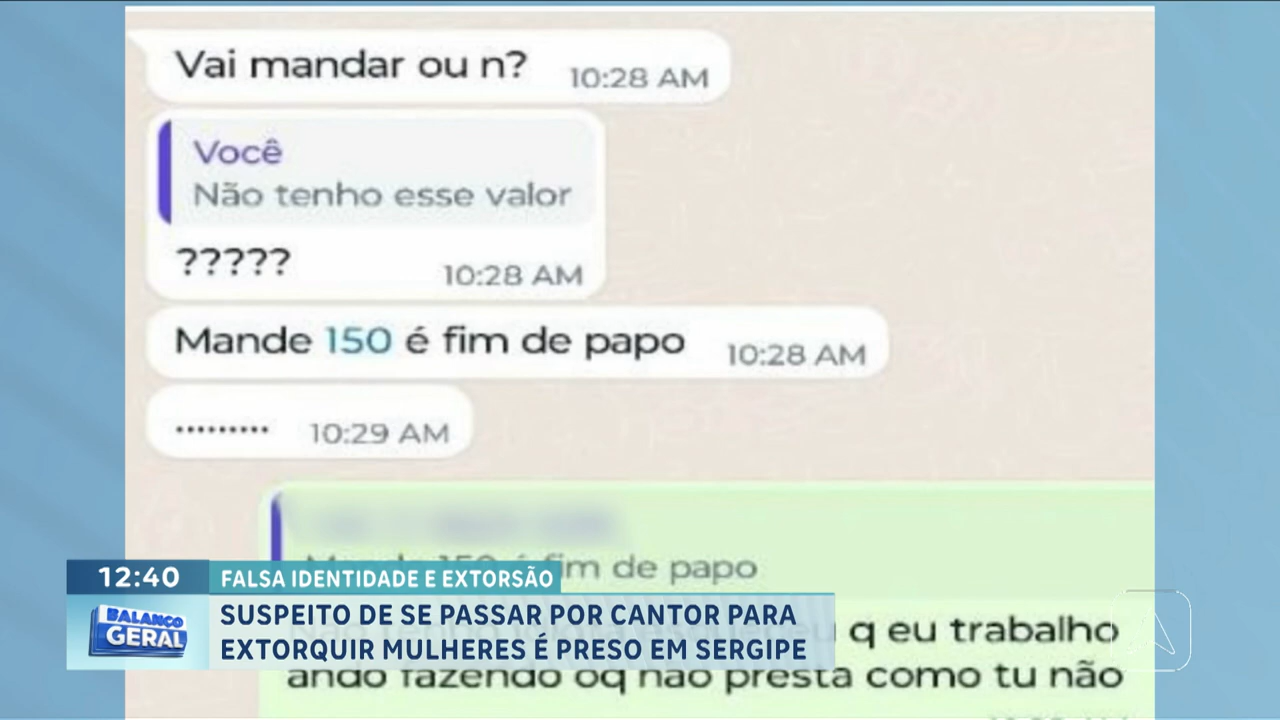 Vai mandar ou n? 10:28 AM
Você
Não tenho esse valor
????? 10:28 AM
Mande 150 é fim de papo 10:28 AM
......... 10:29 AM
Mande 150 é fim de papo
q eu trabalho
ando fazendo oq não presta como tu não
12:40 FALSA IDENTIDADE E EXTORSÃO
BALANÇO GERAL
SUSPEITO DE SE PASSAR POR CANTOR PARA
EXTORQUIR MULHERES É PRESO EM SERGIPE